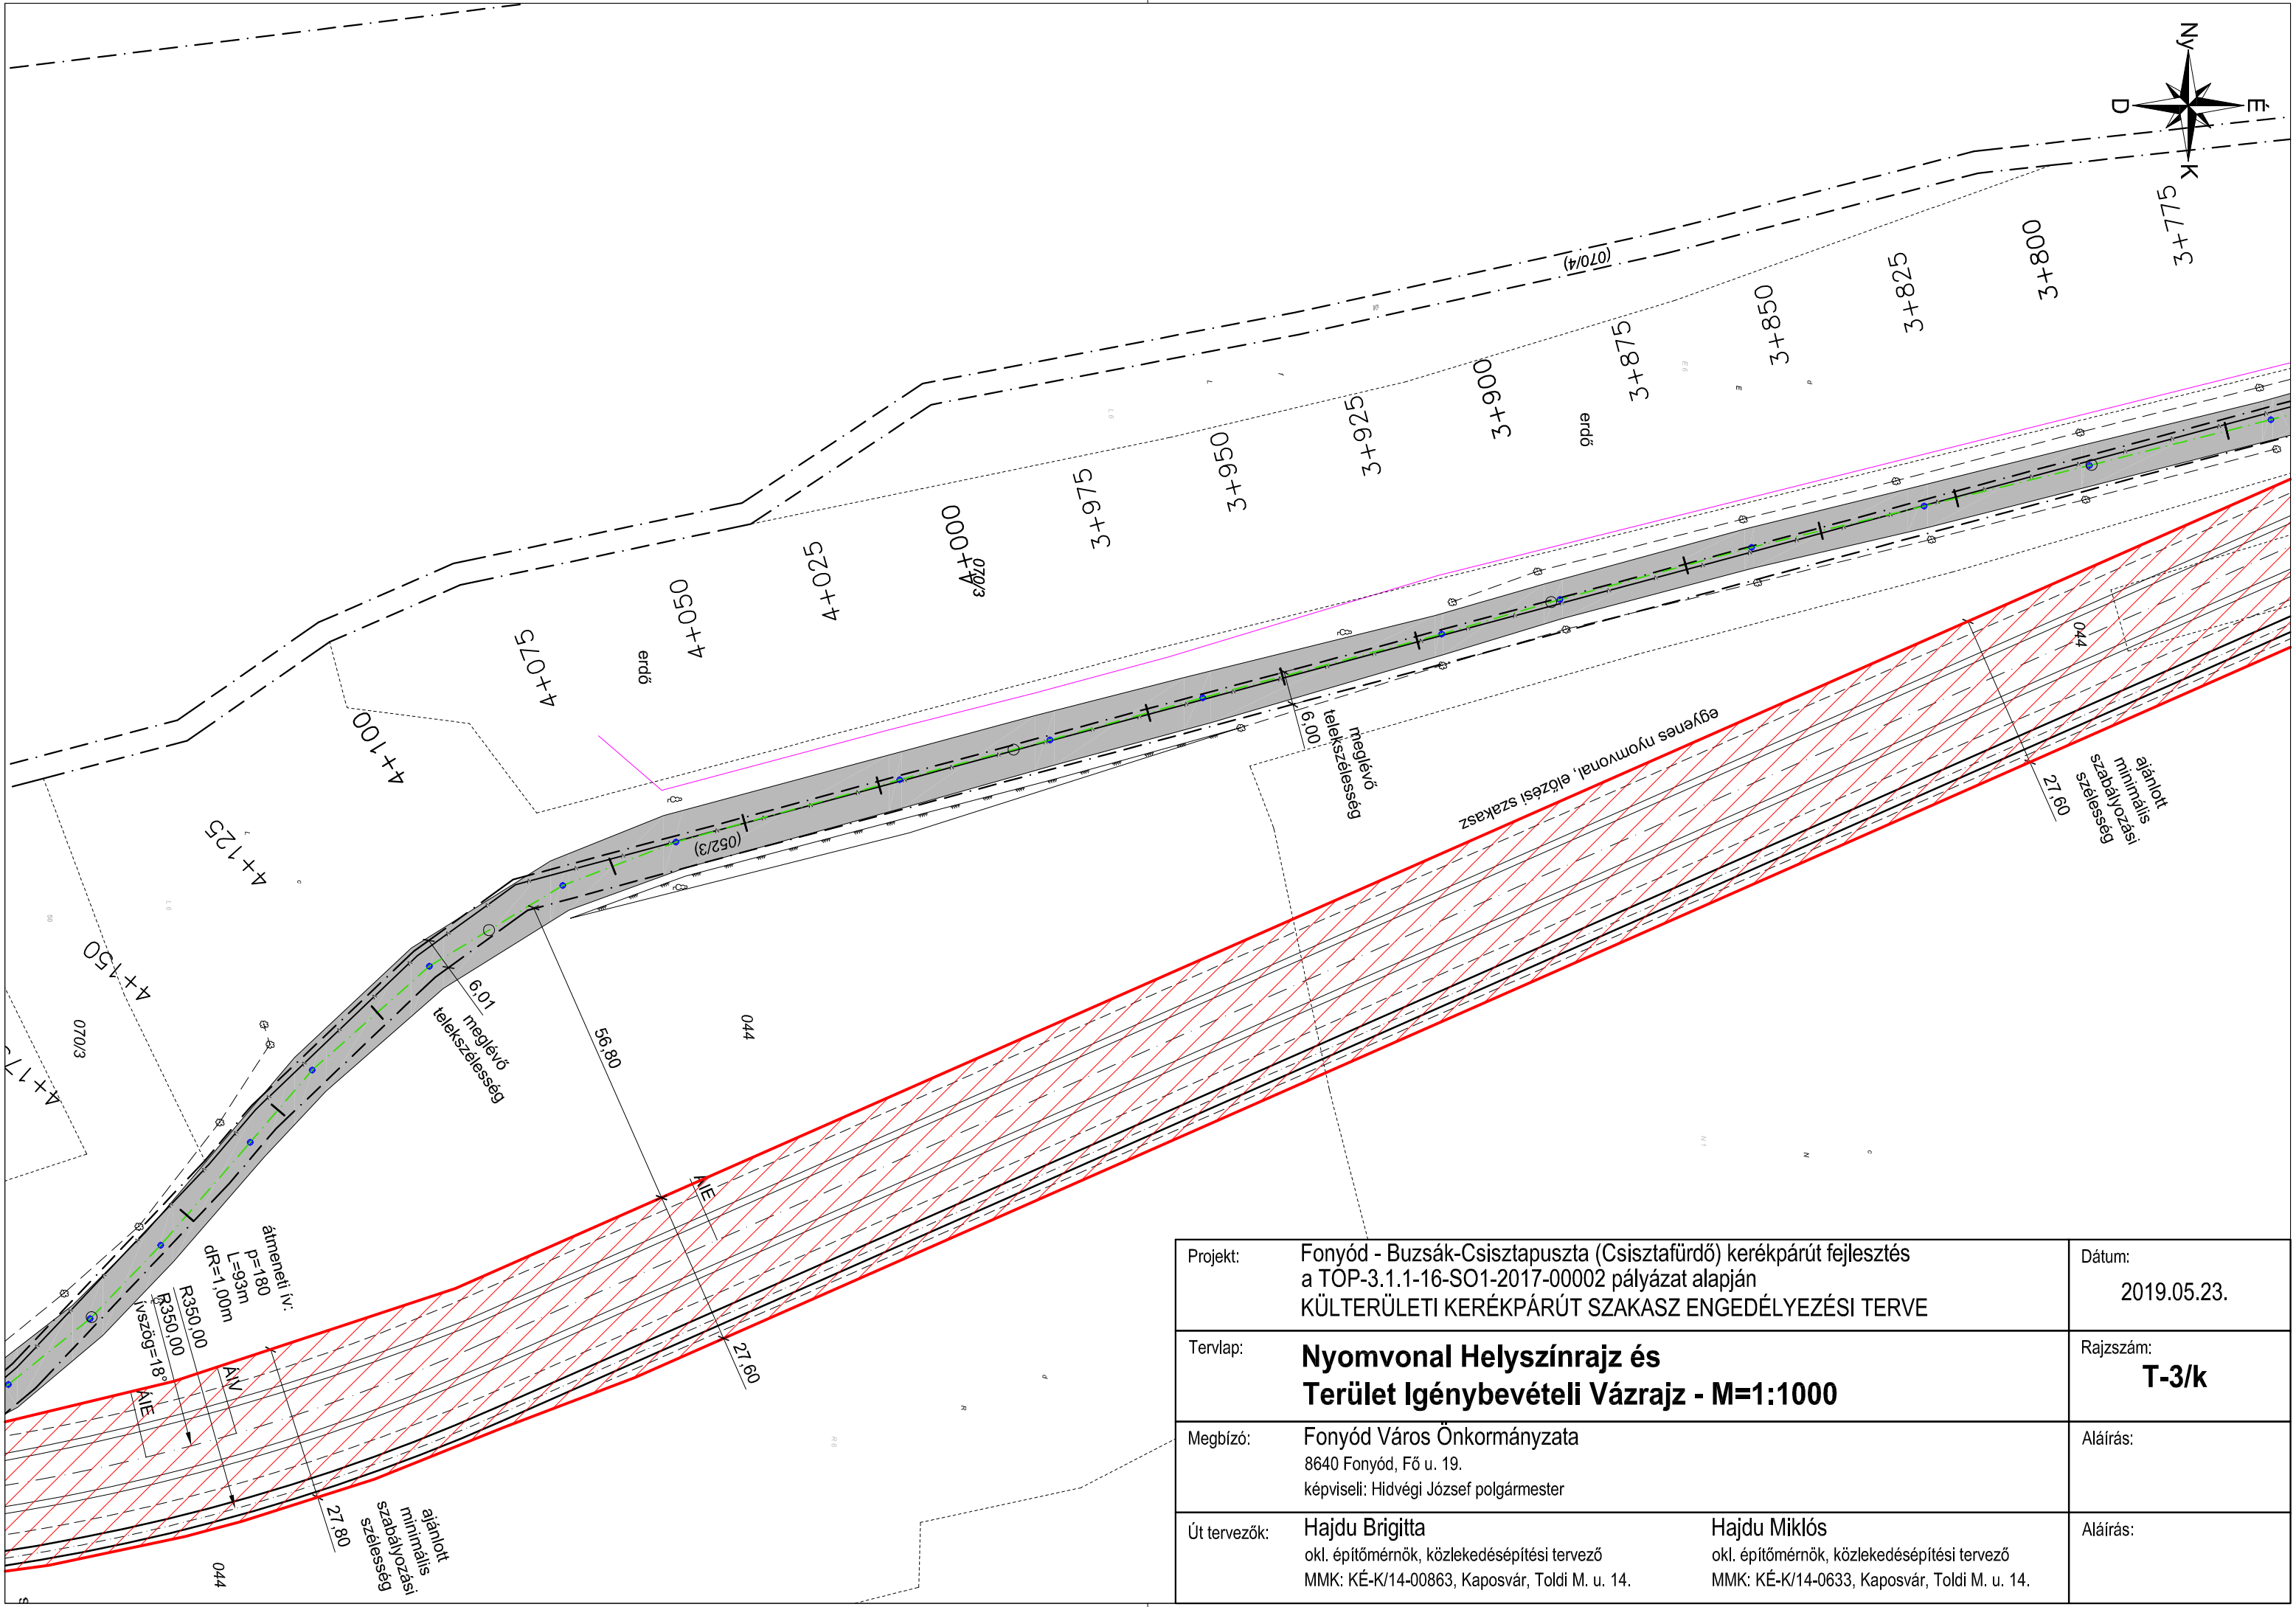 Ny
É
D
K
3+775
3+800
3+825
3+850
3+875
3+900
3+925
3+950
3+975
4+000
070/3
4+025
4+050
4+075
4+100
4+125
4+150
(070/4)
erdő
erdő
044
6,00
meglévő
telekszélesség
egyenes nyomvonal, előzési szakasz
ajánlott
minimális
szabályozási
szélesség
27,60
(052/3)
6,01
meglévő
telekszélesség
56,80
044
070/3
ÁIE
27,60
átmeneti ív:
p=180
L=93m
dR=1,00m
R350,00
R350,00
ívszög=18°
ÁIV
ÁIE
27,80
ajánlott
minimális
szabályozási
szélesség
044
Projekt:
Fonyód - Buzsák-Csisztapuszta (Csisztafürdő) kerékpárút fejlesztés
a TOP-3.1.1-16-SO1-2017-00002 pályázat alapján
KÜLTERÜLETI KERÉKPÁRÚT SZAKASZ ENGEDÉLYEZÉSI TERVE
Dátum:
2019.05.23.
Tervlap:
Nyomvonal Helyszínrajz és
Terület Igénybevételi Vázrajz - M=1:1000
Rajzszám:
T-3/k
Megbízó:
Fonyód Város Önkormányzata
8640 Fonyód, Fő u. 19.
képviseli: Hidvégi József polgármester
Aláírás:
Út tervezők:
Hajdu Brigitta
okl. építőmérnök, közlekedésépítési tervező
MMK: KÉ-K/14-00863, Kaposvár, Toldi M. u. 14.
Hajdu Miklós
okl. építőmérnök, közlekedésépítési tervező
MMK: KÉ-K/14-0633, Kaposvár, Toldi M. u. 14.
Aláírás: